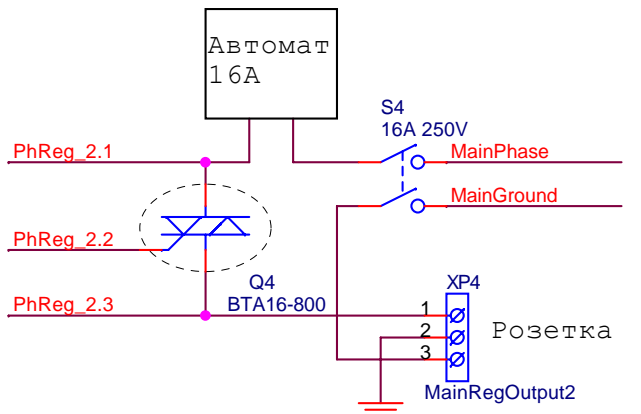 Автомат
16А
S4
16A 250V
PhReg_2.1
MainPhase
MainGround
PhReg_2.2
Q4
BTA16-800
XP4
PhReg_2.3
1
2
3
Розетка
MainRegOutput2